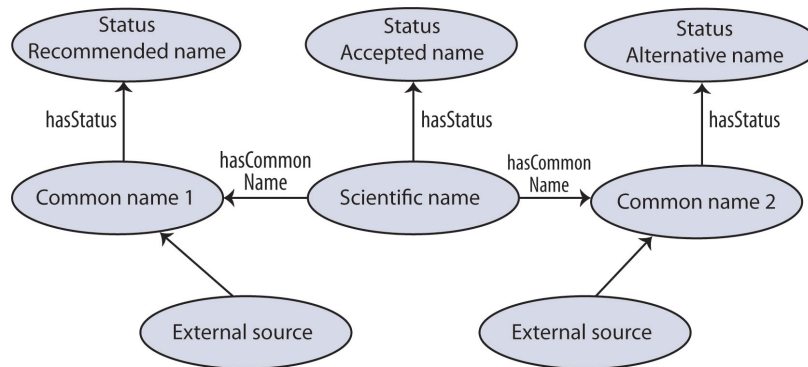 Status
Recommended name
Status
Accepted name
Status
Alternative name
hasStatus
hasStatus
hasStatus
hasCommon
Name
hasCommon
Name
Common name 1
Scientific name
Common name 2
External source
External source